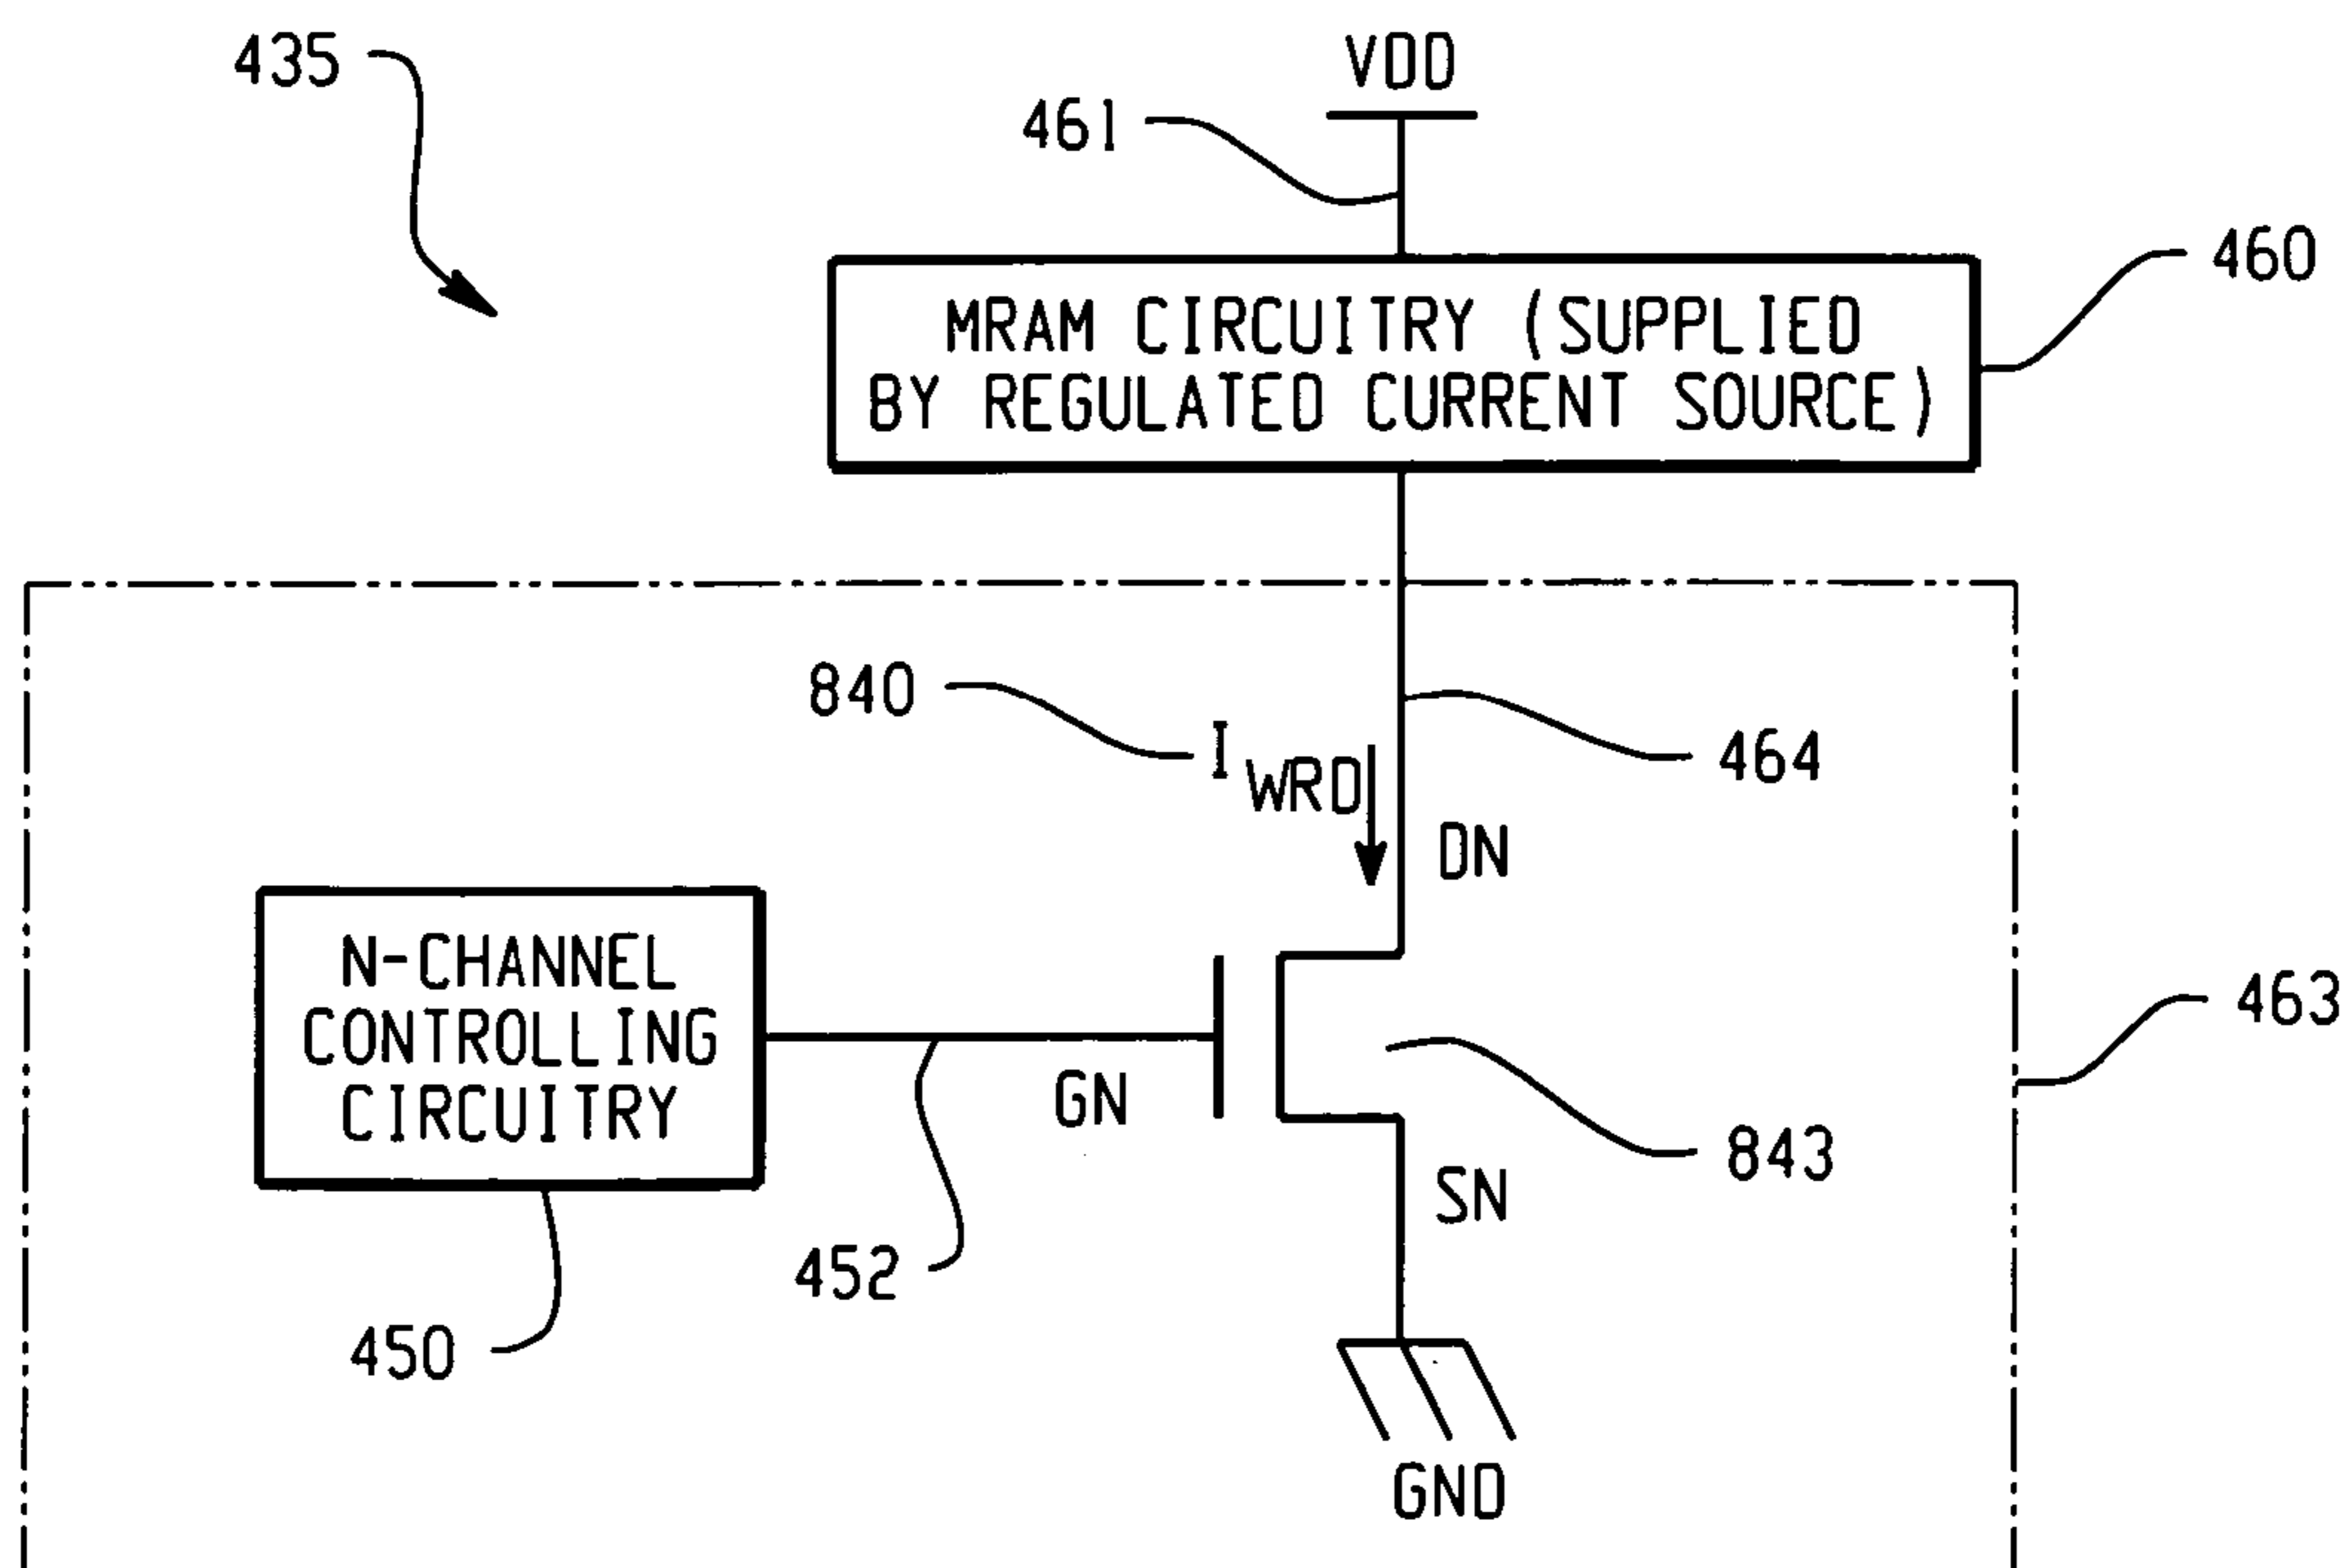 435
VDD
461
460
MRAM CIRCUITRY (SUPPLIED
BY REGULATED CURRENT SOURCE)
840
I WRD
464
DN
N-CHANNEL
CONTROLLING
CIRCUITRY
463
GN
843
SN
452
450
GND